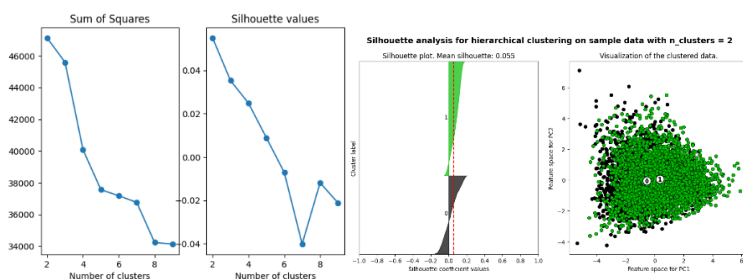 Sum of Squares
46000
44000
42000
40000
38000
36000
34000
2
4
6
8
Number of clusters
Silhouette values
0.04
0.02
0.00
−0.02
−0.04
2
4
6
8
Number of clusters
Silhouette analysis for hierarchical clustering on sample data with n_clusters = 2
Silhouette plot. Mean silhouette: 0.055
Cluster label
1
0
−1.0 −0.8 −0.6 −0.4 −0.2 0.0 0.2 0.4 0.6 0.8 1.0
Silhouette coefficient values
Visualization of the clustered data.
Feature space for PC2
6
4
2
0
−2
−4
0
1
−6 −4 −2 0 2 4 6
Feature space for PC1